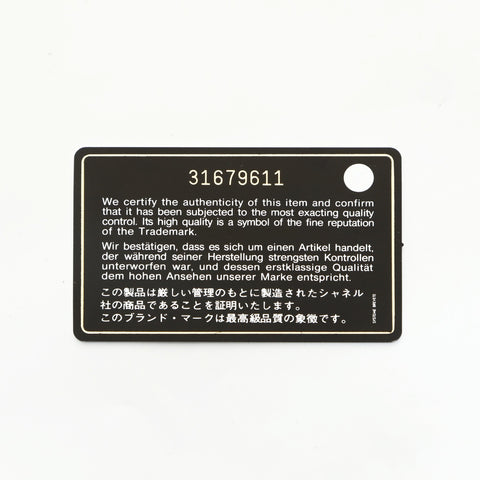 31679611
We certify the authenticity of this item and confirm
that it has been subjected to the most exacting quality
control. Its high quality is a symbol of the fine reputation
of the Trademark.
Wir bestätigen, dass es sich um einen Artikel handelt,
der während seiner Herstellung strengsten Kontrollen
unterworfen war, und dessen erstklassige Qualität
dem hohen Ansehen unserer Marke entspricht.
この製品は厳しい管理のもとに製造されたシャネル
社の商品であることを証明いたします。
このブランド・マークは最高級品質の象徴です。